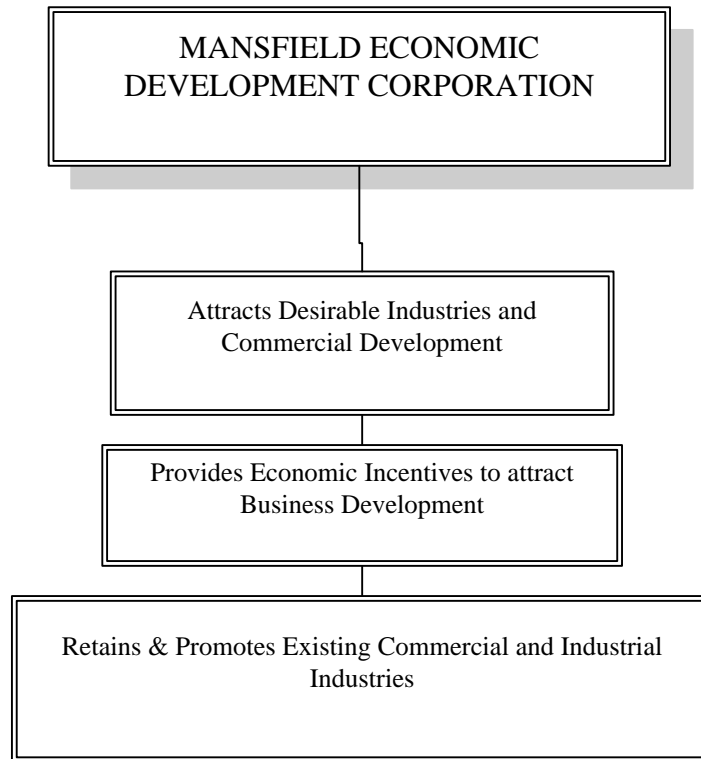 MANSFIELD ECONOMIC
DEVELOPMENT CORPORATION
Attracts Desirable Industries and
Commercial Development
Provides Economic Incentives to attract
Business Development
Retains & Promotes Existing Commercial and Industrial
Industries